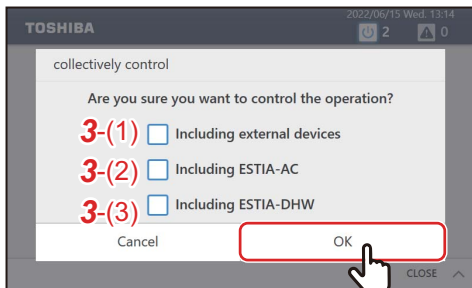 2022/06/15 Wed. 13:14
TOSHIBA
2 0
collectively control
Are you sure you want to control the operation?
3-(1) Including external devices
3-(2) Including ESTIA-AC
3-(3) Including ESTIA-DHW
Cancel OK
CLOSE